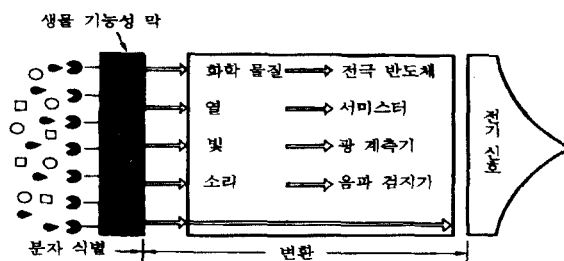 생물 기능성 막
화학 물질 전극 반도체
열 서미스터
빛 광 계측기
소리 음파 검지기
전기 신호
분자 식별 변환